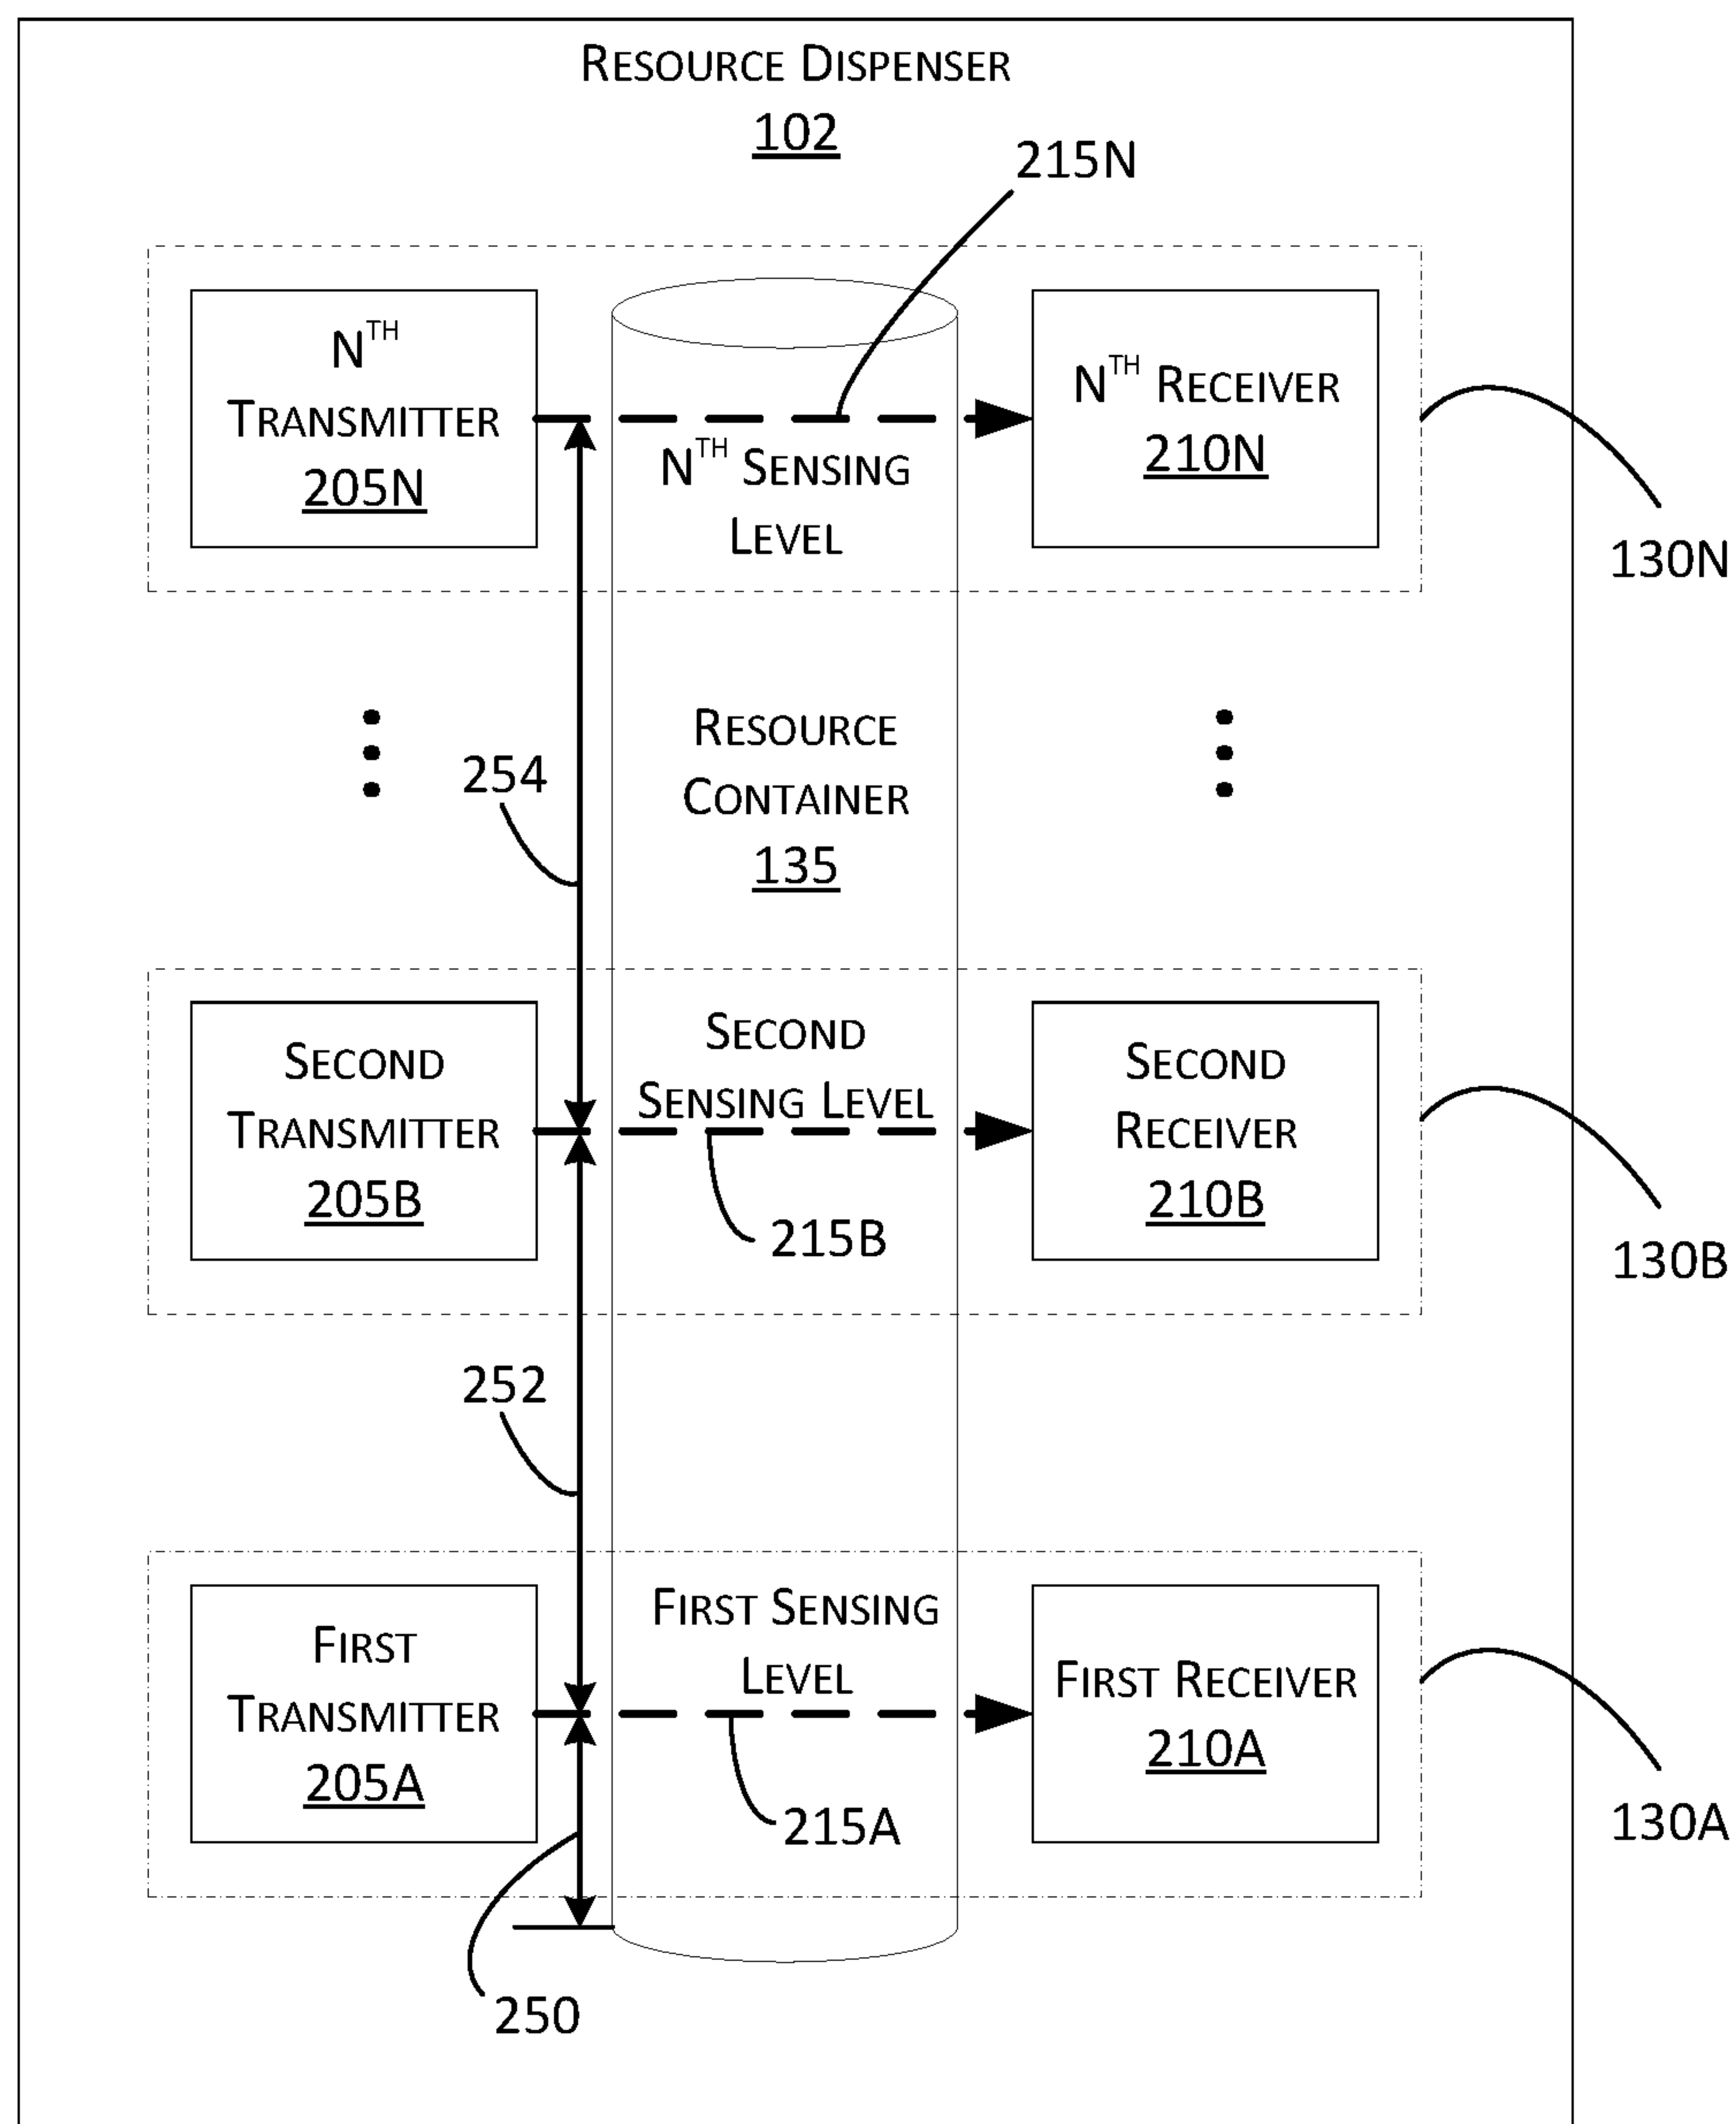 RESOURCE DISPENSER
102
215N
NTH
TRANSMITTER
205N
NTH SENSING
LEVEL
NTH RECEIVER
210N
130N
254
RESOURCE
CONTAINER
135
SECOND
TRANSMITTER
205B
SECOND
SENSING LEVEL
215B
SECOND
RECEIVER
210B
130B
252
FIRST
TRANSMITTER
205A
FIRST SENSING
LEVEL
215A
FIRST RECEIVER
210A
130A
250